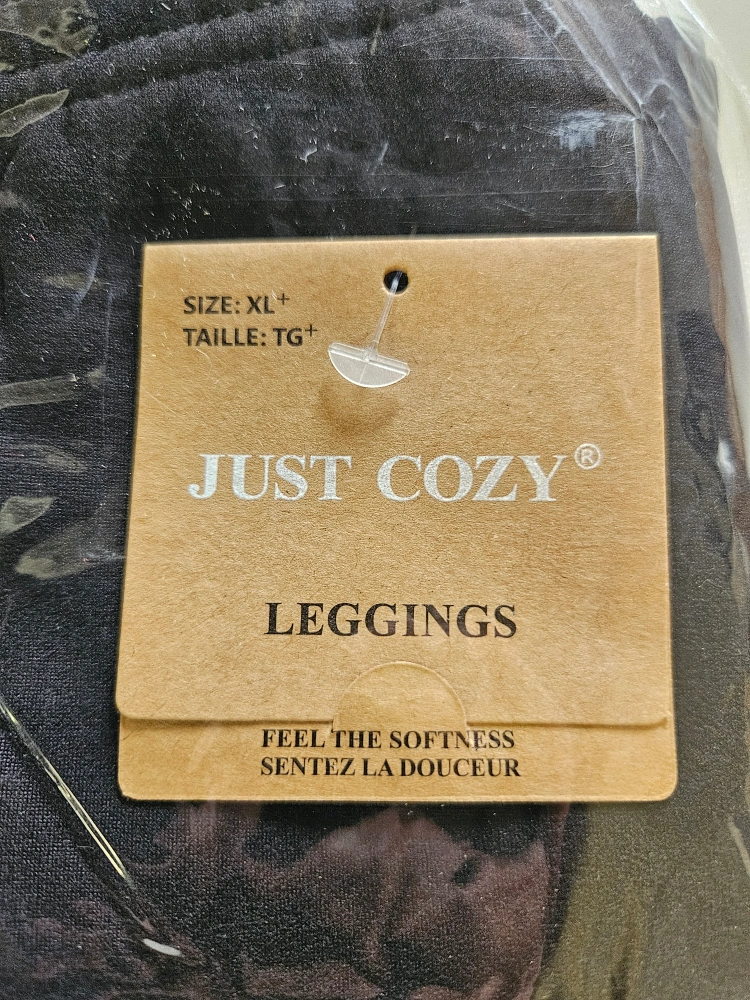 SIZE: XL⁺
TAILLE: TG⁺
JUST COZY®
LEGGINGS
FEEL THE SOFTNESS
SENTEZ LA DOUCEUR